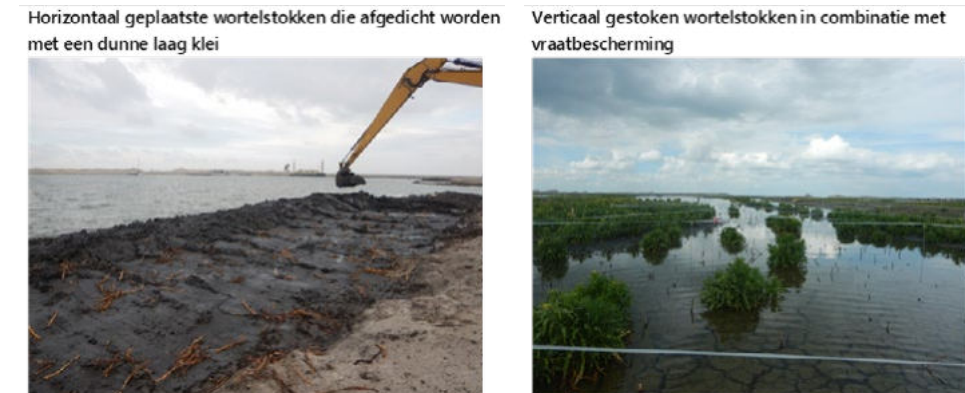 Horizontaal geplaatste wortelstokken die afgedicht worden
met een dunne laag klei
Verticaal gestoken wortelstokken in combinatie met
vraatbescherming